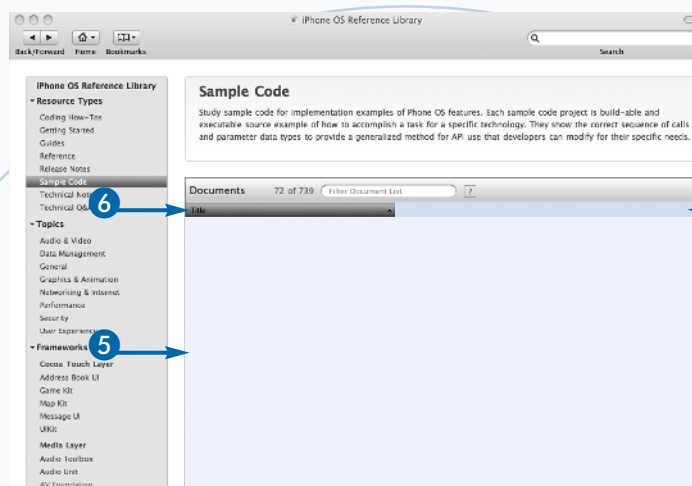 iPhone OS Reference Library
Back/Forward Home Bookmarks
Search
iPhone OS Reference Library
Resource Types
Coding How-Tos
Getting Started
Guides
Reference
Release Notes
Sample Code
Technical Notes
Technical Q&A
Topics
Audio & Video
Data Management
General
Graphics & Animation
Networking & Internet
Performance
Security
User Experience
Frameworks
Cocoa Touch Layer
Address Book UI
Game Kit
Map Kit
Message UI
UIKit
Media Layer
Audio Toolbox
Audio Unit
AV Foundation
Sample Code
Study sample code for implementation examples of Phone OS features. Each sample code project is build-able and
executable source example of how to accomplish a task for a specific technology. They show the correct sequence of calls
and parameter data types to provide a generalized method for API use that developers can modify for their specific needs.
Documents 72 of 739 Filter Document List ?
6
Title
5